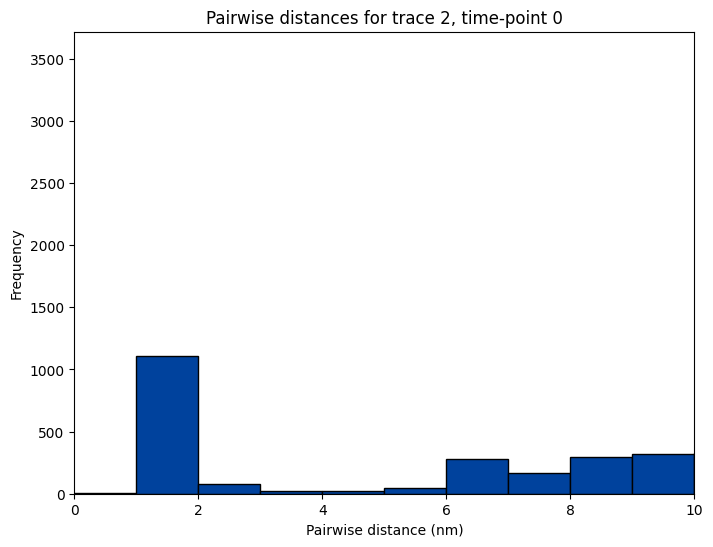 Pairwise distances for trace 2, time-point 0
3500
3000
2500
2000
1500
1000
500
0
Frequency
0 2 4 6 8 10
Pairwise distance (nm)